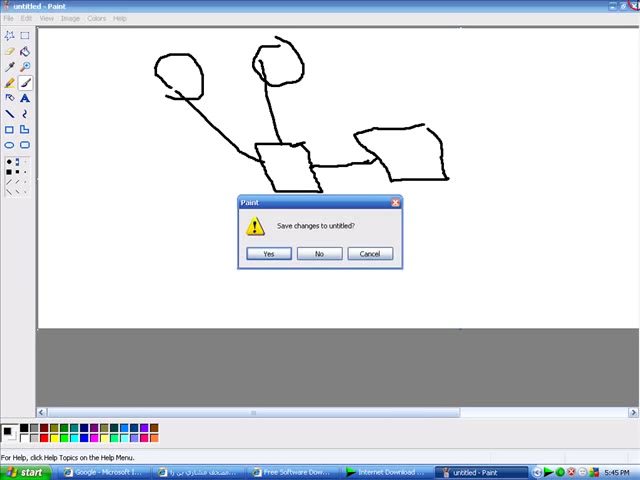 untitled - Paint
File Edit View Image Colors Help
Paint
Save changes to untitled?
Yes No Cancel
For Help, click Help Topics on the Help Menu.
start Google - Microsoft I... Free Software Dow... Internet Download ... untitled - Paint 5:45 PM